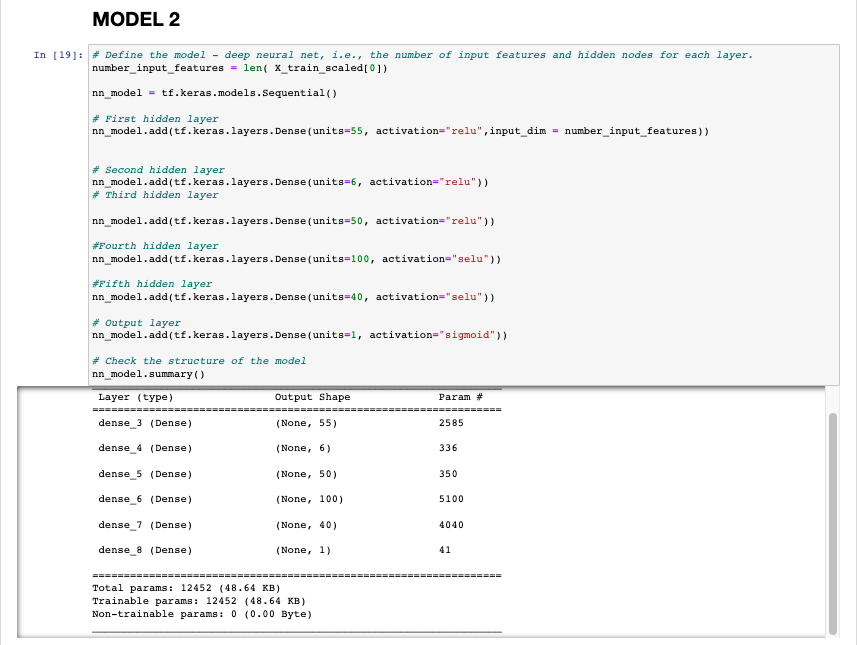 MODEL 2
In [19]: # Define the model - deep neural net, i.e., the number of input features and hidden nodes for each layer.
number_input_features = len( X_train_scaled[0])
nn_model = tf.keras.models.Sequential()
# First hidden layer
nn_model.add(tf.keras.layers.Dense(units=55, activation="relu",input_dim = number_input_features))
# Second hidden layer
nn_model.add(tf.keras.layers.Dense(units=6, activation="relu"))
# Third hidden layer
nn_model.add(tf.keras.layers.Dense(units=50, activation="relu"))
#Fourth hidden layer
nn_model.add(tf.keras.layers.Dense(units=100, activation="selu"))
#Fifth hidden layer
nn_model.add(tf.keras.layers.Dense(units=40, activation="selu"))
# Output layer
nn_model.add(tf.keras.layers.Dense(units=1, activation="sigmoid"))
# Check the structure of the model
nn_model.summary()
Layer (type) Output Shape Param #
=================================================================
dense_3 (Dense) (None, 55) 2585
dense_4 (Dense) (None, 6) 336
dense_5 (Dense) (None, 50) 350
dense_6 (Dense) (None, 100) 5100
dense_7 (Dense) (None, 40) 4040
dense_8 (Dense) (None, 1) 41
=================================================================
Total params: 12452 (48.64 KB)
Trainable params: 12452 (48.64 KB)
Non-trainable params: 0 (0.00 Byte)
_________________________________________________________________